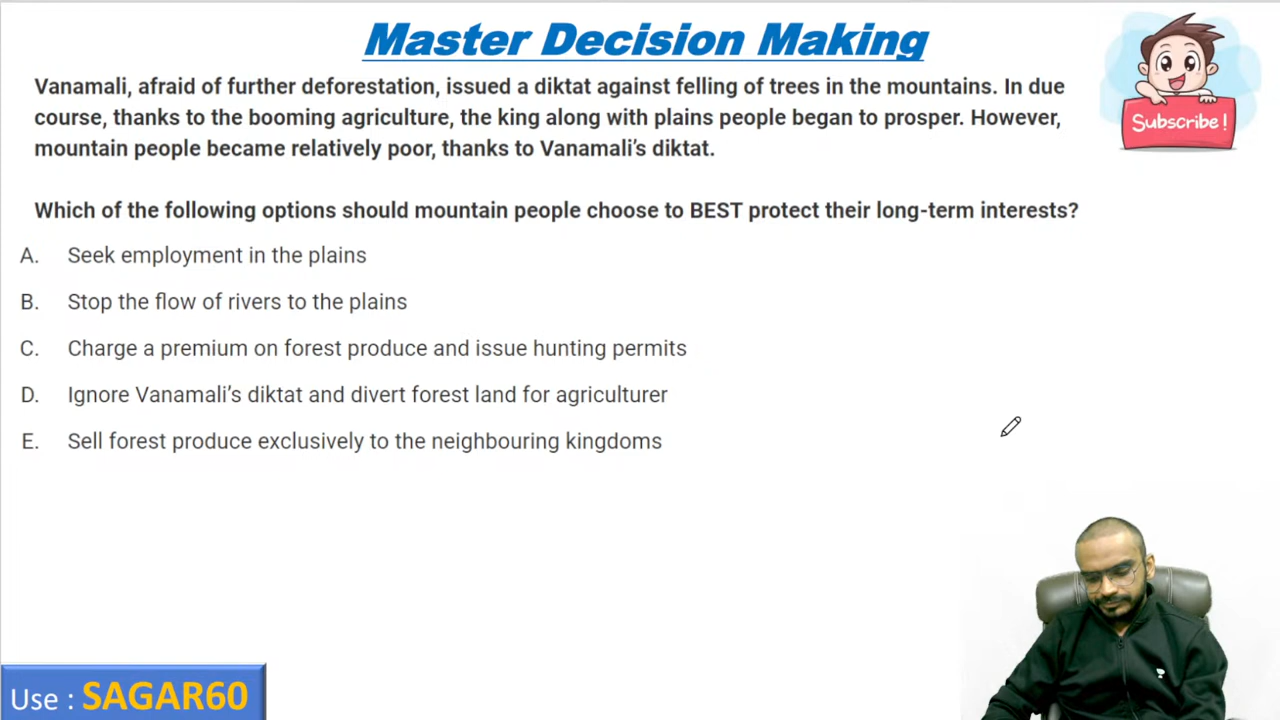 Master Decision Making
Subscribe!
Vanamali, afraid of further deforestation, issued a diktat against felling of trees in the mountains. In due
course, thanks to the booming agriculture, the king along with plains people began to prosper. However,
mountain people became relatively poor, thanks to Vanamali’s diktat.
Which of the following options should mountain people choose to BEST protect their long-term interests?
A. Seek employment in the plains
B. Stop the flow of rivers to the plains
C. Charge a premium on forest produce and issue hunting permits
D. Ignore Vanamali’s diktat and divert forest land for agriculturer
E. Sell forest produce exclusively to the neighbouring kingdoms
Use : SAGAR60